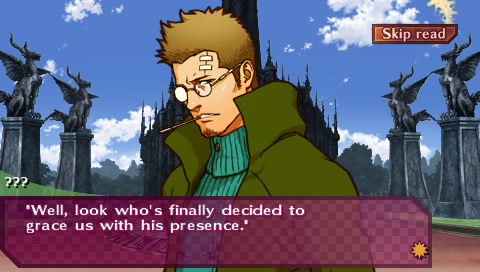 Skip read
???
"Well, look who's finally decided to
grace us with his presence."